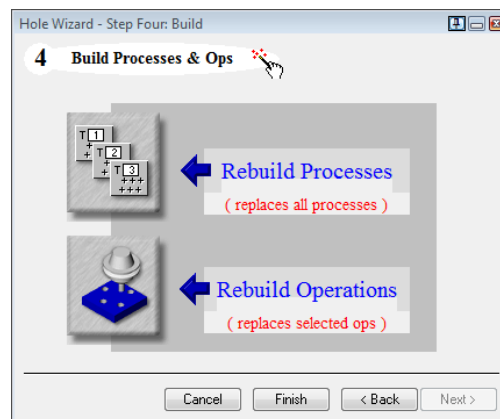 Hole Wizard - Step Four: Build
4 Build Processes & Ops
T 1
T 2
T 3
Rebuild Processes
( replaces all processes )
Rebuild Operations
( replaces selected ops )
Cancel Finish < Back Next >